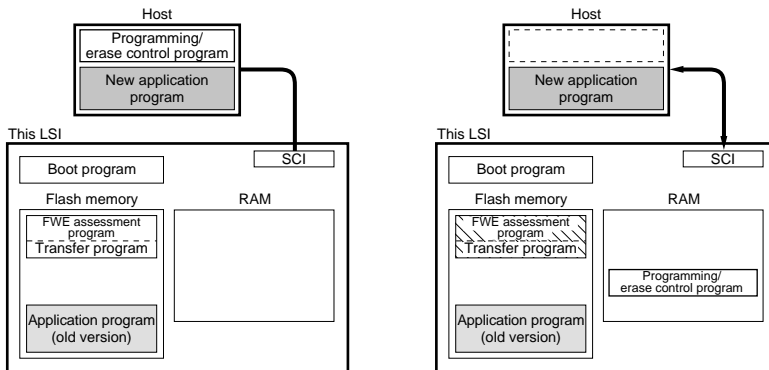 Host
Programming/
erase control program
New application
program
This LSI
SCI
Boot program
Flash memory
RAM
FWE assessment
program
Transfer program
Application program
(old version)
Host
New application
program
This LSI
SCI
Boot program
Flash memory
RAM
FWE assessment
program
Transfer program
Programming/
erase control program
Application program
(old version)